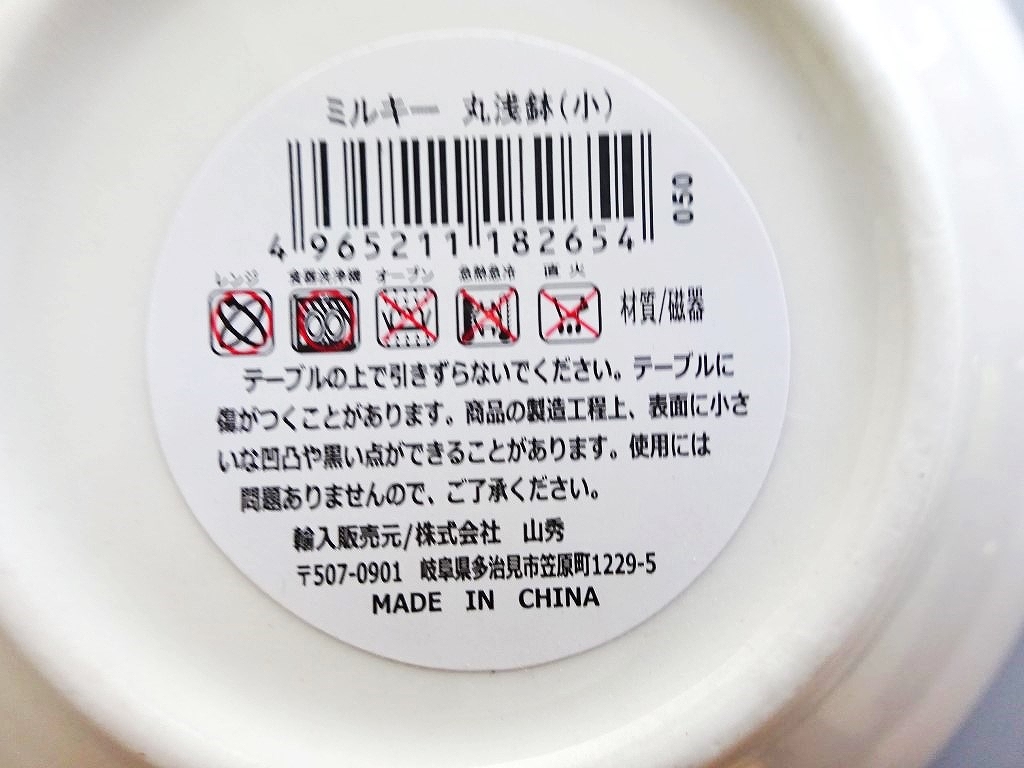 ミルキー 丸浅鉢(小)
050
4 965211 182654
レンジ 食器洗浄機 オーブン 急熱急冷 直火
材質/磁器
テーブルの上で引きずらないでください。テーブルに
傷がつくことがあります。商品の製造工程上、表面に小さ
いな凹凸や黒い点ができることがあります。使用には
問題ありませんので、ご了承ください。
輸入販売元/株式会社 山秀
〒507-0901 岐阜県多治見市笠原町1229-5
MADE IN CHINA